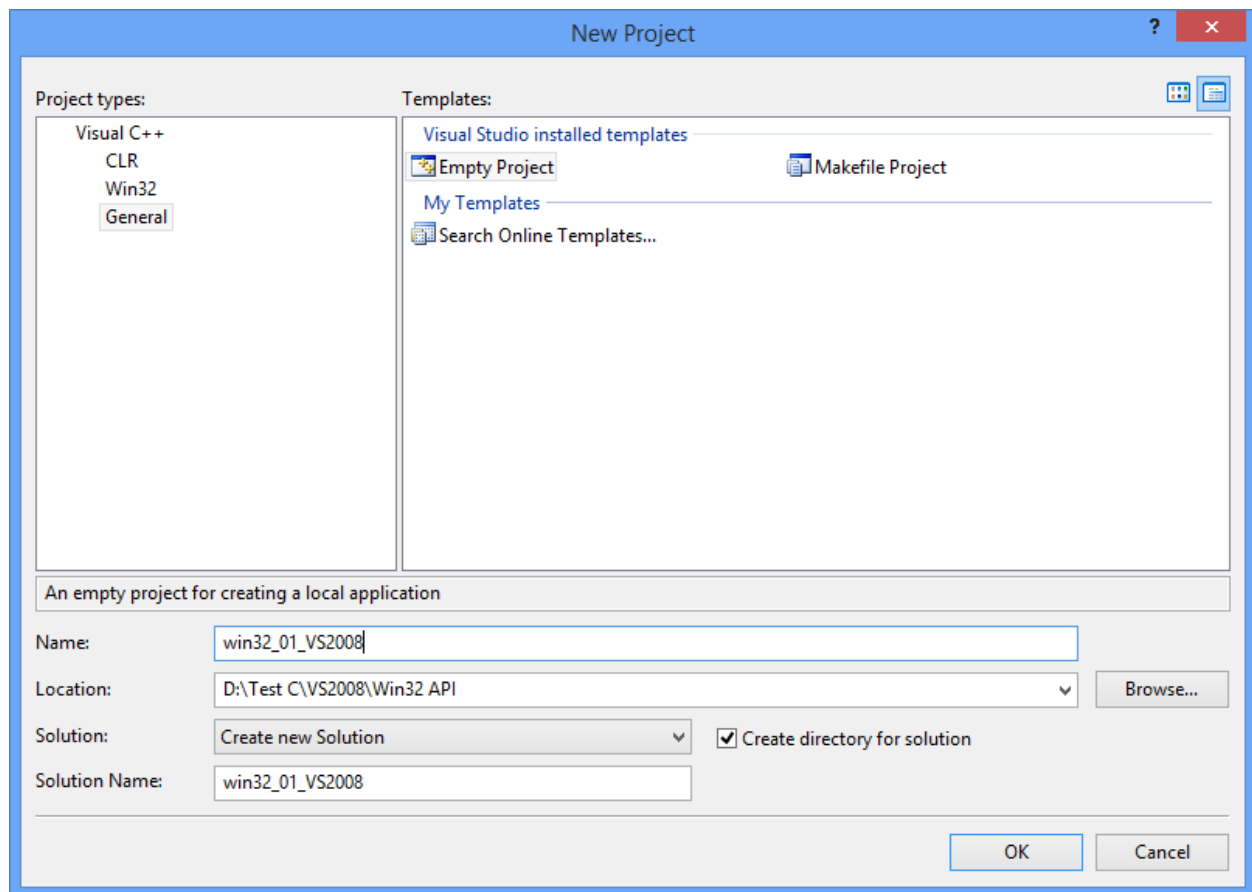 New Project
?
Project types:
Templates:
Visual C++
CLR
Win32
General
Visual Studio installed templates
Empty Project
Makefile Project
My Templates
Search Online Templates...
An empty project for creating a local application
Name:
win32_01_VS2008
Location:
D:\Test C\VS2008\Win32 API
Browse...
Solution:
Create new Solution
Create directory for solution
Solution Name:
win32_01_VS2008
OK
Cancel